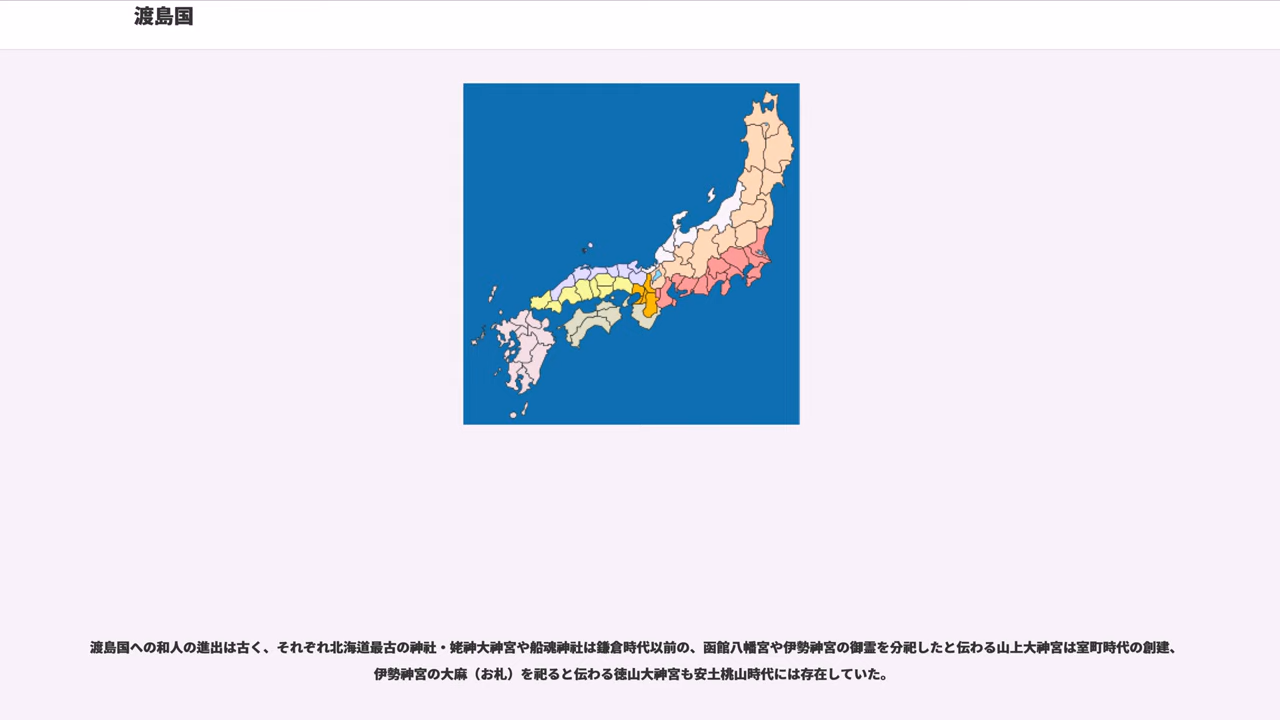 渡島国
渡島国への和人の進出は古く、それぞれ北海道最古の神社・姥神大神宮や船魂神社は鎌倉時代以前の、函館八幡宮や伊勢神宮の御霊を分祀したと伝わる山上大神宮は室町時代の創建、
伊勢神宮の大麻（お札）を祀ると伝わる徳山大神宮も安土桃山時代には存在していた。